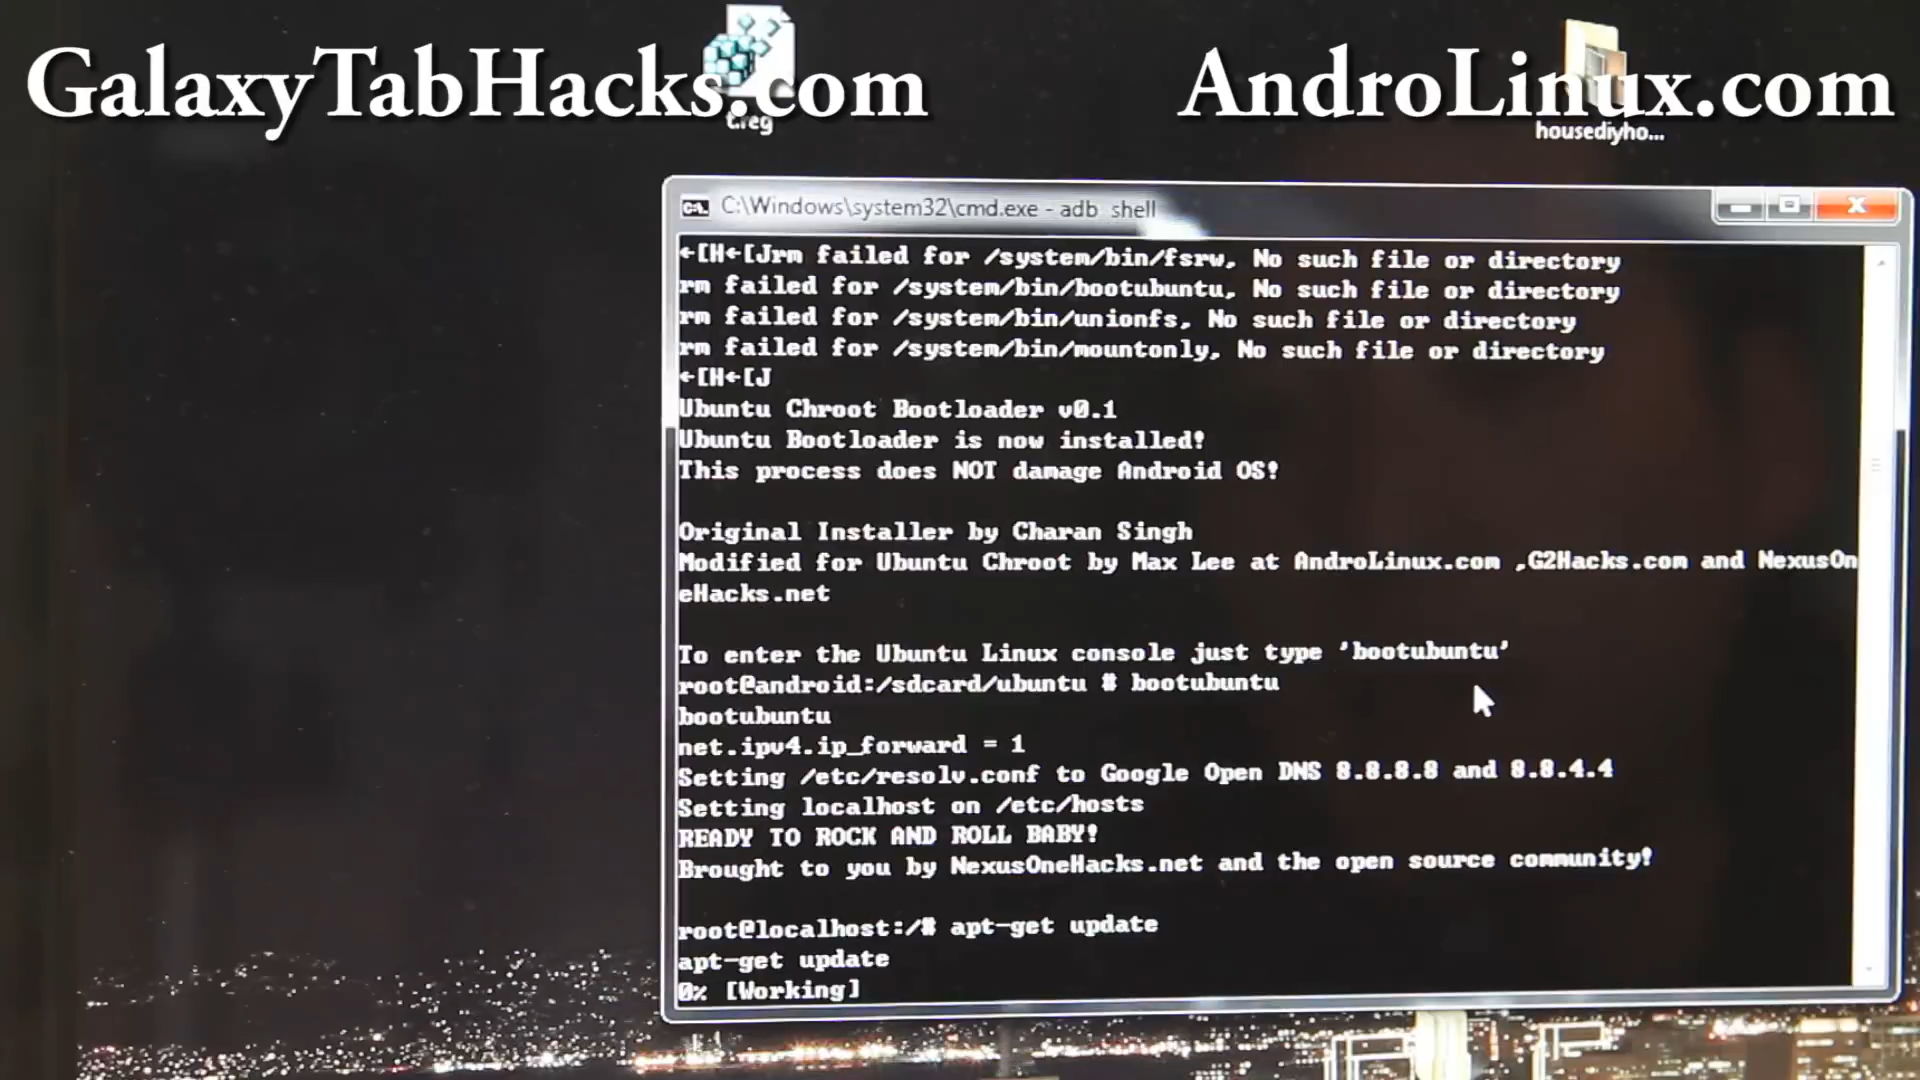 GalaxyTabHacks.com
AndroLinux.com
t.reg
housediyho...
C:\Windows\system32\cmd.exe - adb  shell
←[H←[Jrm failed for /system/bin/fsrw, No such file or directory
rm failed for /system/bin/bootubuntu, No such file or directory
rm failed for /system/bin/unionfs, No such file or directory
rm failed for /system/bin/mountonly, No such file or directory
←[H←[J
Ubuntu Chroot Bootloader v0.1
Ubuntu Bootloader is now installed!
This process does NOT damage Android OS!
Original Installer by Charan Singh
Modified for Ubuntu Chroot by Max Lee at AndroLinux.com ,G2Hacks.com and NexusOn
eHacks.net
To enter the Ubuntu Linux console just type 'bootubuntu'
root@android:/sdcard/ubuntu # bootubuntu
bootubuntu
net.ipv4.ip_forward = 1
Setting /etc/resolv.conf to Google Open DNS 8.8.8.8 and 8.8.4.4
Setting localhost on /etc/hosts
READY TO ROCK AND ROLL BABY!
Brought to you by NexusOneHacks.net and the open source community!
root@localhost:/# apt-get update
apt-get update
0% [Working]